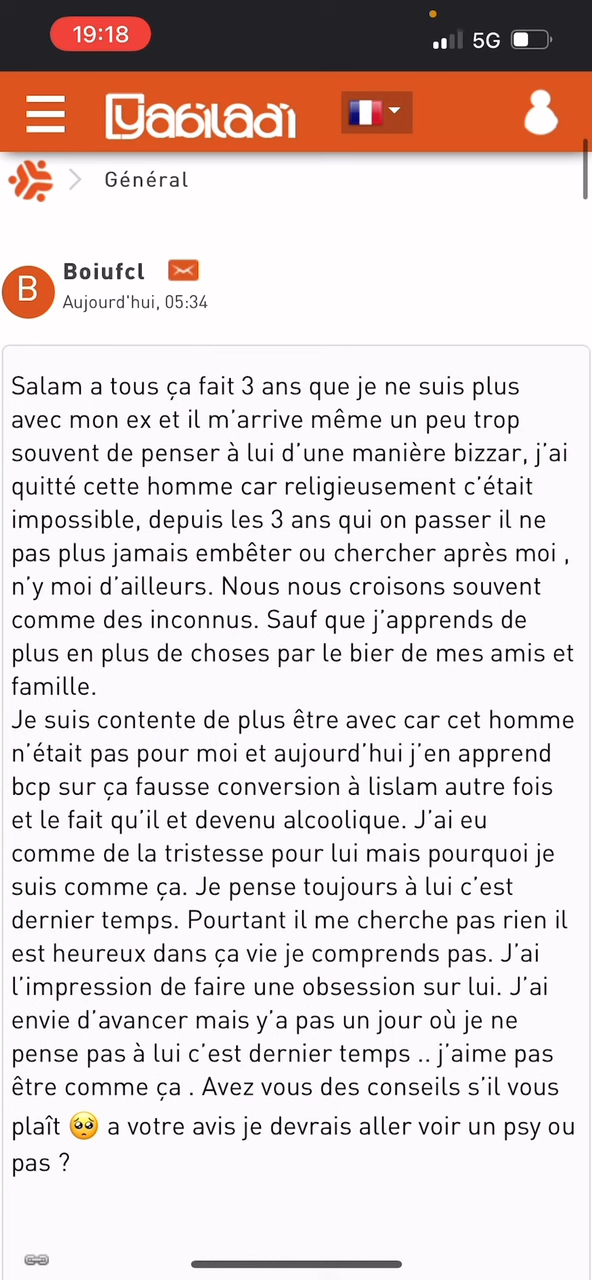 19:18
5G
Yabiladi
Général
Boiufcl
B
Aujourd'hui, 05:34
Salam a tous ça fait 3 ans que je ne suis plus
avec mon ex et il m’arrive même un peu trop
souvent de penser à lui d’une manière bizzar, j’ai
quitté cette homme car religieusement c’était
impossible, depuis les 3 ans qui on passer il ne
pas plus jamais embêter ou chercher après moi ,
n’y moi d’ailleurs. Nous nous croisons souvent
comme des inconnus. Sauf que j’apprends de
plus en plus de choses par le bier de mes amis et
famille.
Je suis contente de plus être avec car cet homme
n’était pas pour moi et aujourd’hui j’en apprend
bcp sur ça fausse conversion à lislam autre fois
et le fait qu’il et devenu alcoolique. J’ai eu
comme de la tristesse pour lui mais pourquoi je
suis comme ça. Je pense toujours à lui c’est
dernier temps. Pourtant il me cherche pas rien il
est heureux dans ça vie je comprends pas. J’ai
l’impression de faire une obsession sur lui. J’ai
envie d’avancer mais y’a pas un jour où je ne
pense pas à lui c’est dernier temps .. j’aime pas
être comme ça . Avez vous des conseils s’il vous
plaît 🥺 a votre avis je devrais aller voir un psy ou
pas ?